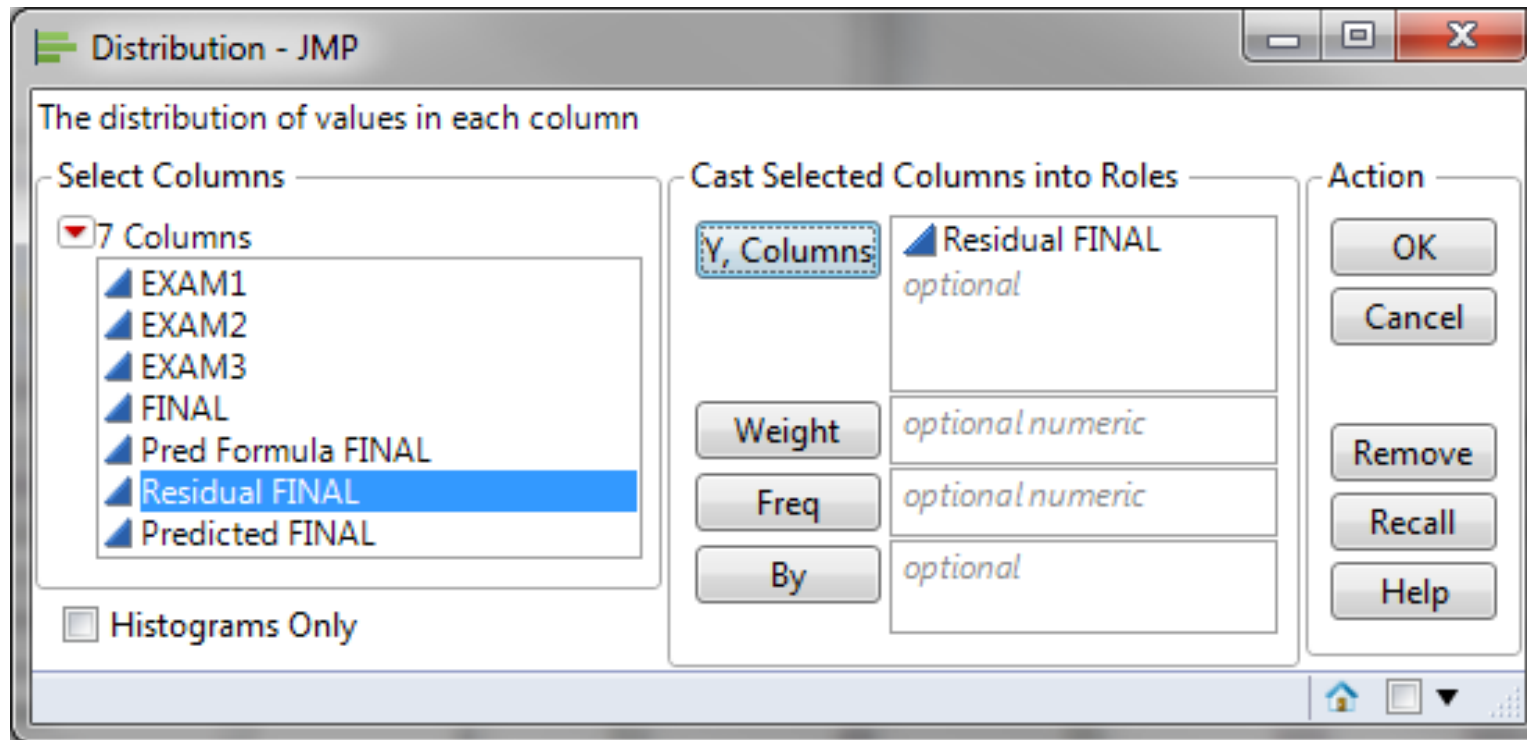 Distribution - JMP
The distribution of values in each column
Select Columns
7 Columns
EXAM1
EXAM2
EXAM3
FINAL
Pred Formula FINAL
Residual FINAL
Predicted FINAL
Histograms Only
Cast Selected Columns into Roles
Y, Columns
Residual FINAL
optional
Weight
optional numeric
Freq
optional numeric
By
optional
Action
OK
Cancel
Remove
Recall
Help